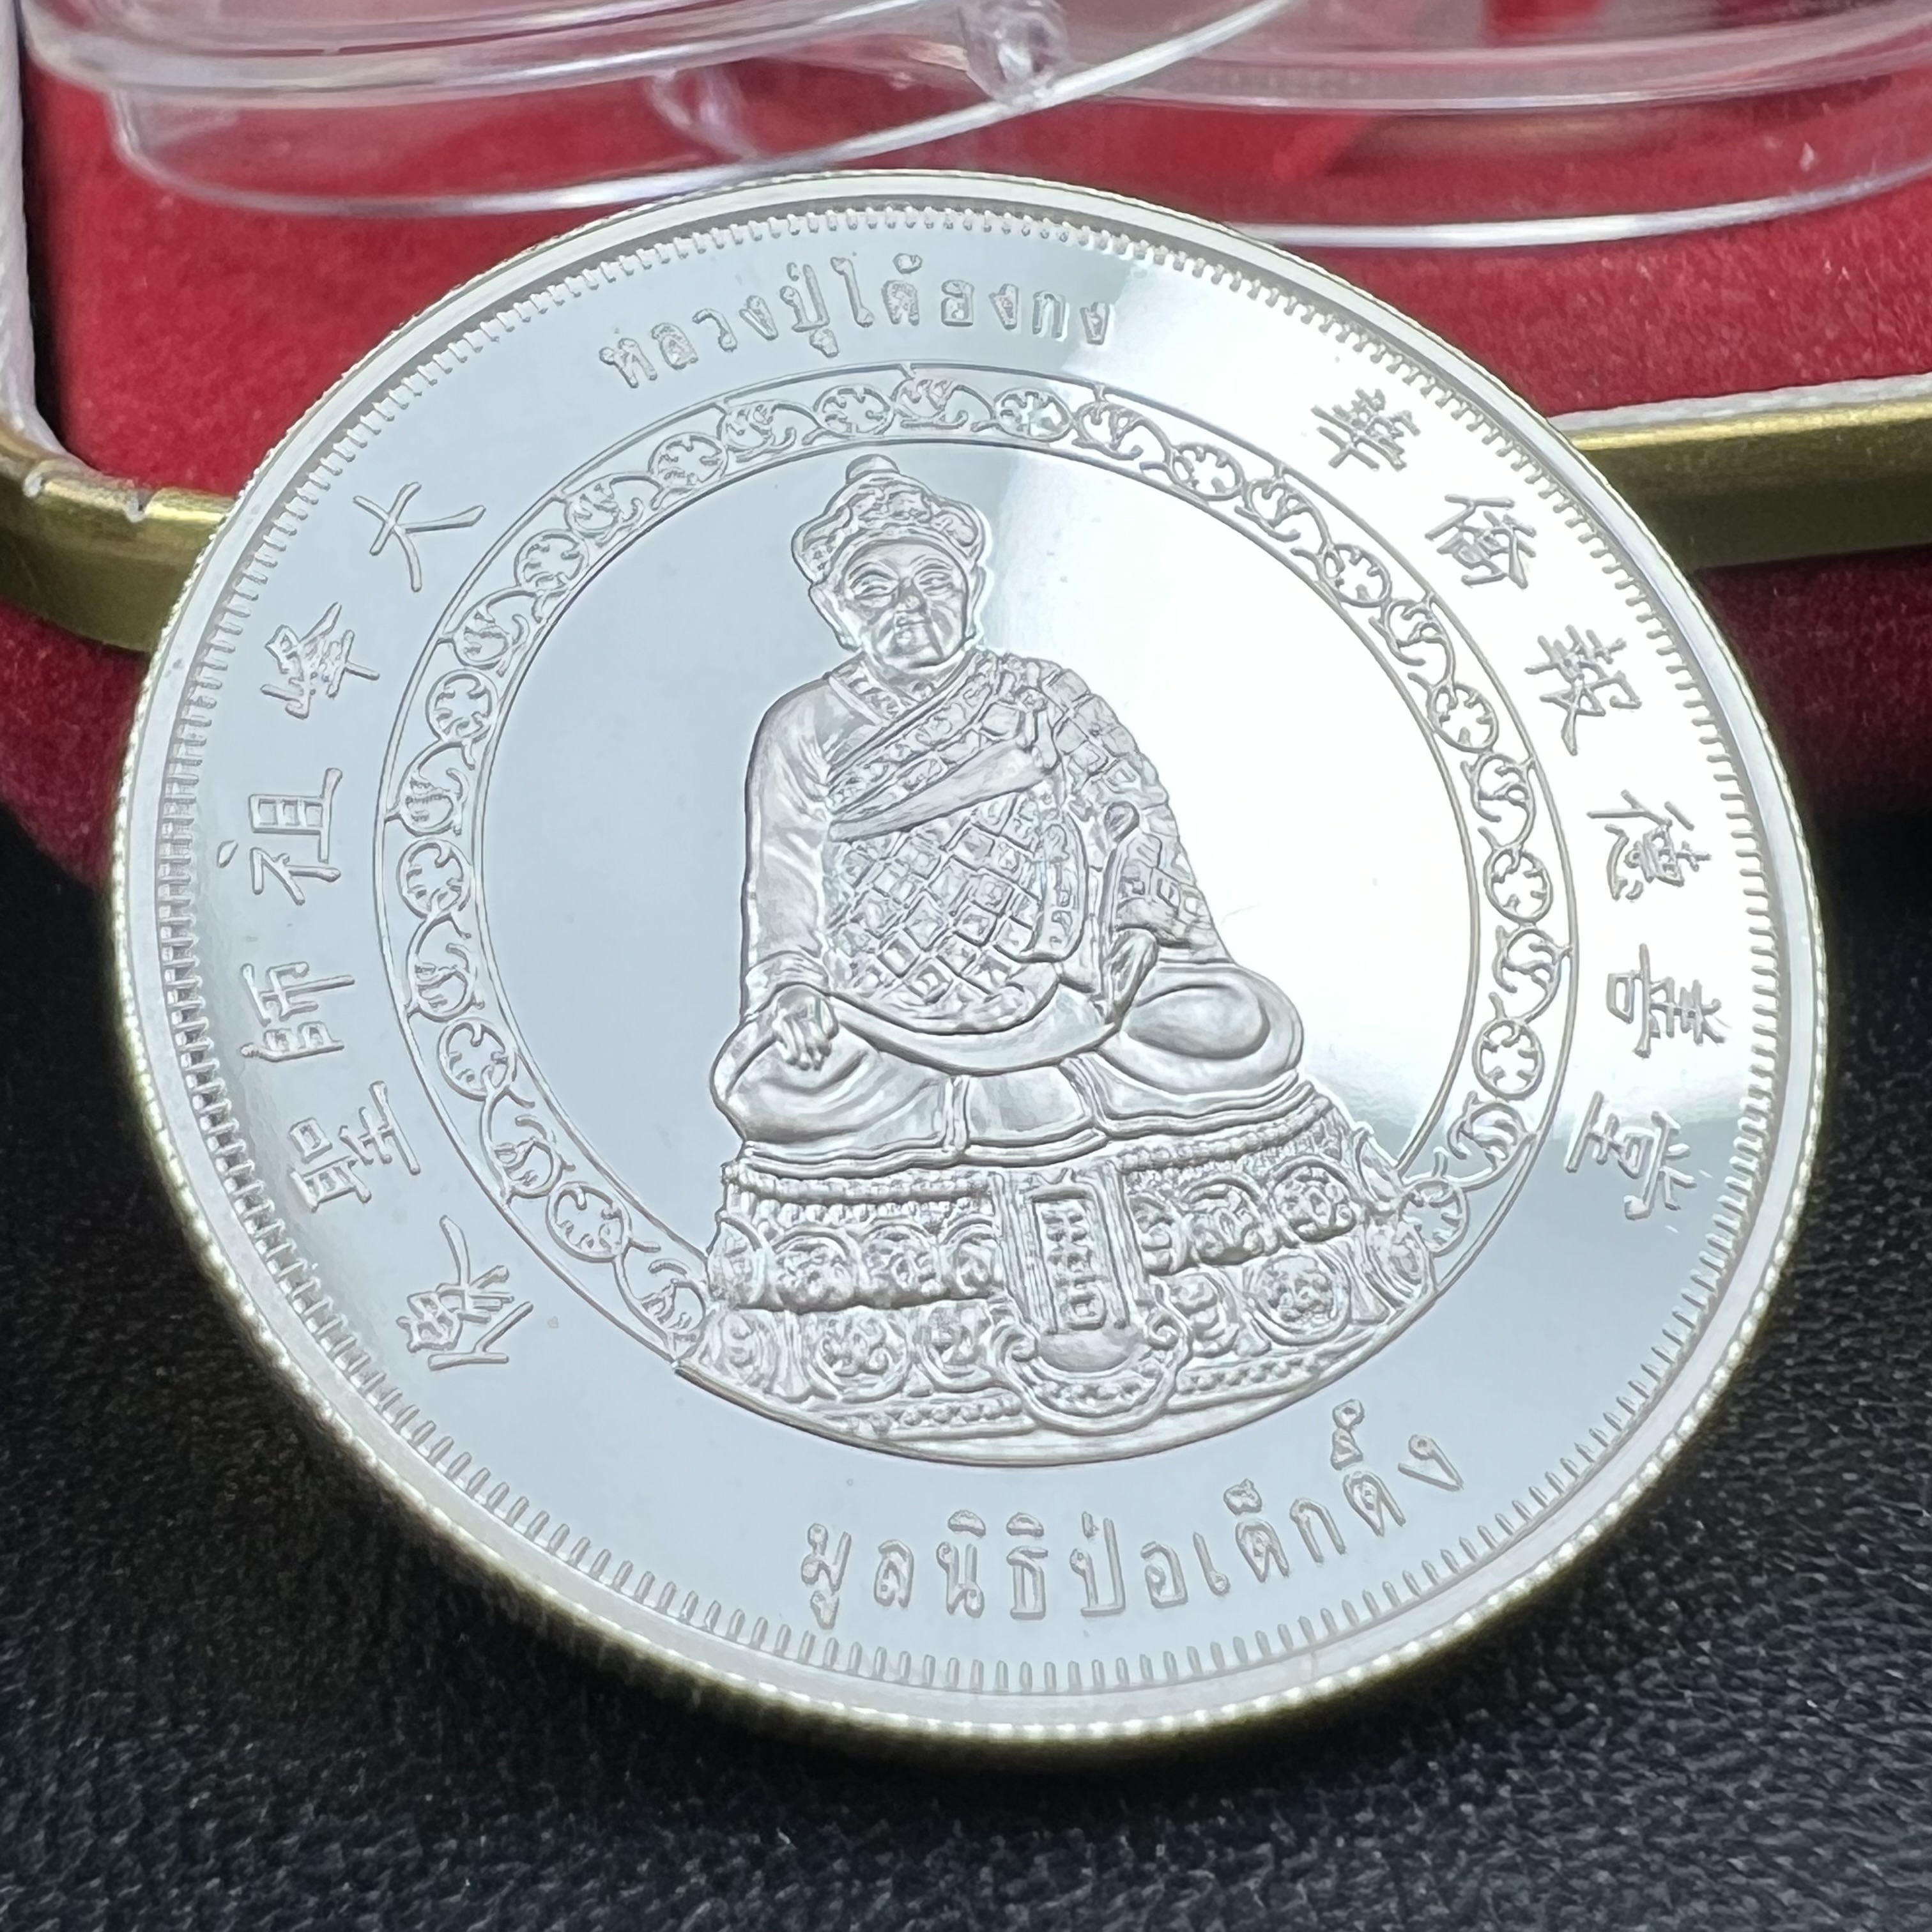 หลวงปู่ไต้ฮงกง
大峰祖師聖像
華僑報德善堂
มูลนิธิป่อเต็กตึ๊ง